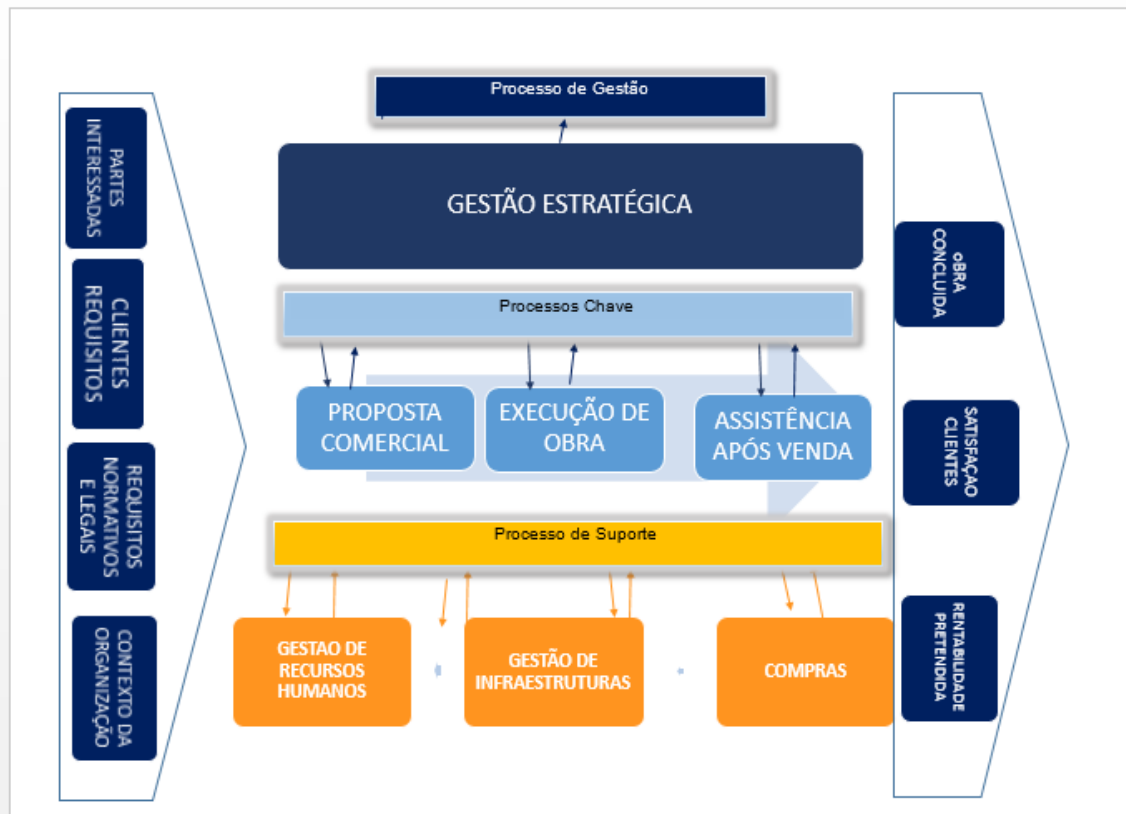 Processo de Gestão
PARTES
INTERESSADAS
CLIENTES
REQUISITOS
REQUISITOS
NORMATIVOS
E LEGAIS
CONTEXTO DA
ORGANIZAÇÃO
GESTÃO ESTRATÉGICA
Processos Chave
PROPOSTA
COMERCIAL
EXECUÇÃO DE
OBRA
ASSISTÊNCIA
APÓS VENDA
Processo de Suporte
GESTAO DE
RECURSOS
HUMANOS
GESTÃO DE
INFRAESTRUTURAS
COMPRAS
oBRA
CONCLUIDA
SATISFAÇAO
CLIENTES
RENTABILIDADE
PRETENDIDA